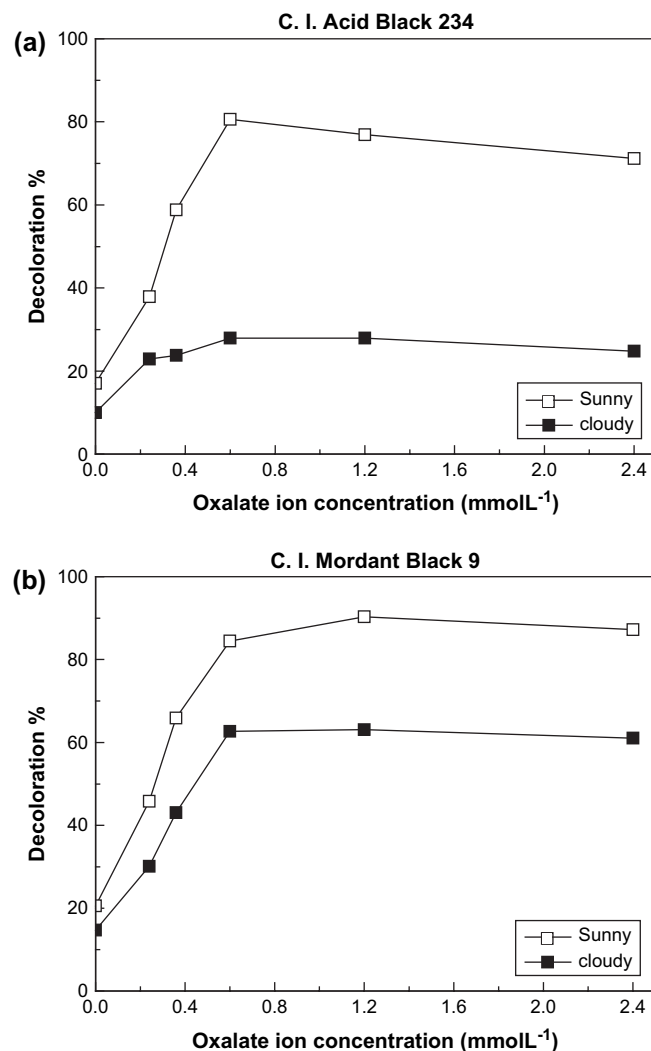 C. I. Acid Black 234
(a)
100
80
60
40
20
0
Decoloration %
Sunny
cloudy
0.0 0.4 0.8 1.2 1.6 2.0 2.4
Oxalate ion concentration (mmolL⁻¹)
C. I. Mordant Black 9
(b)
100
80
60
40
20
0
Decoloration %
Sunny
cloudy
0.0 0.4 0.8 1.2 1.6 2.0 2.4
Oxalate ion concentration (mmolL⁻¹)